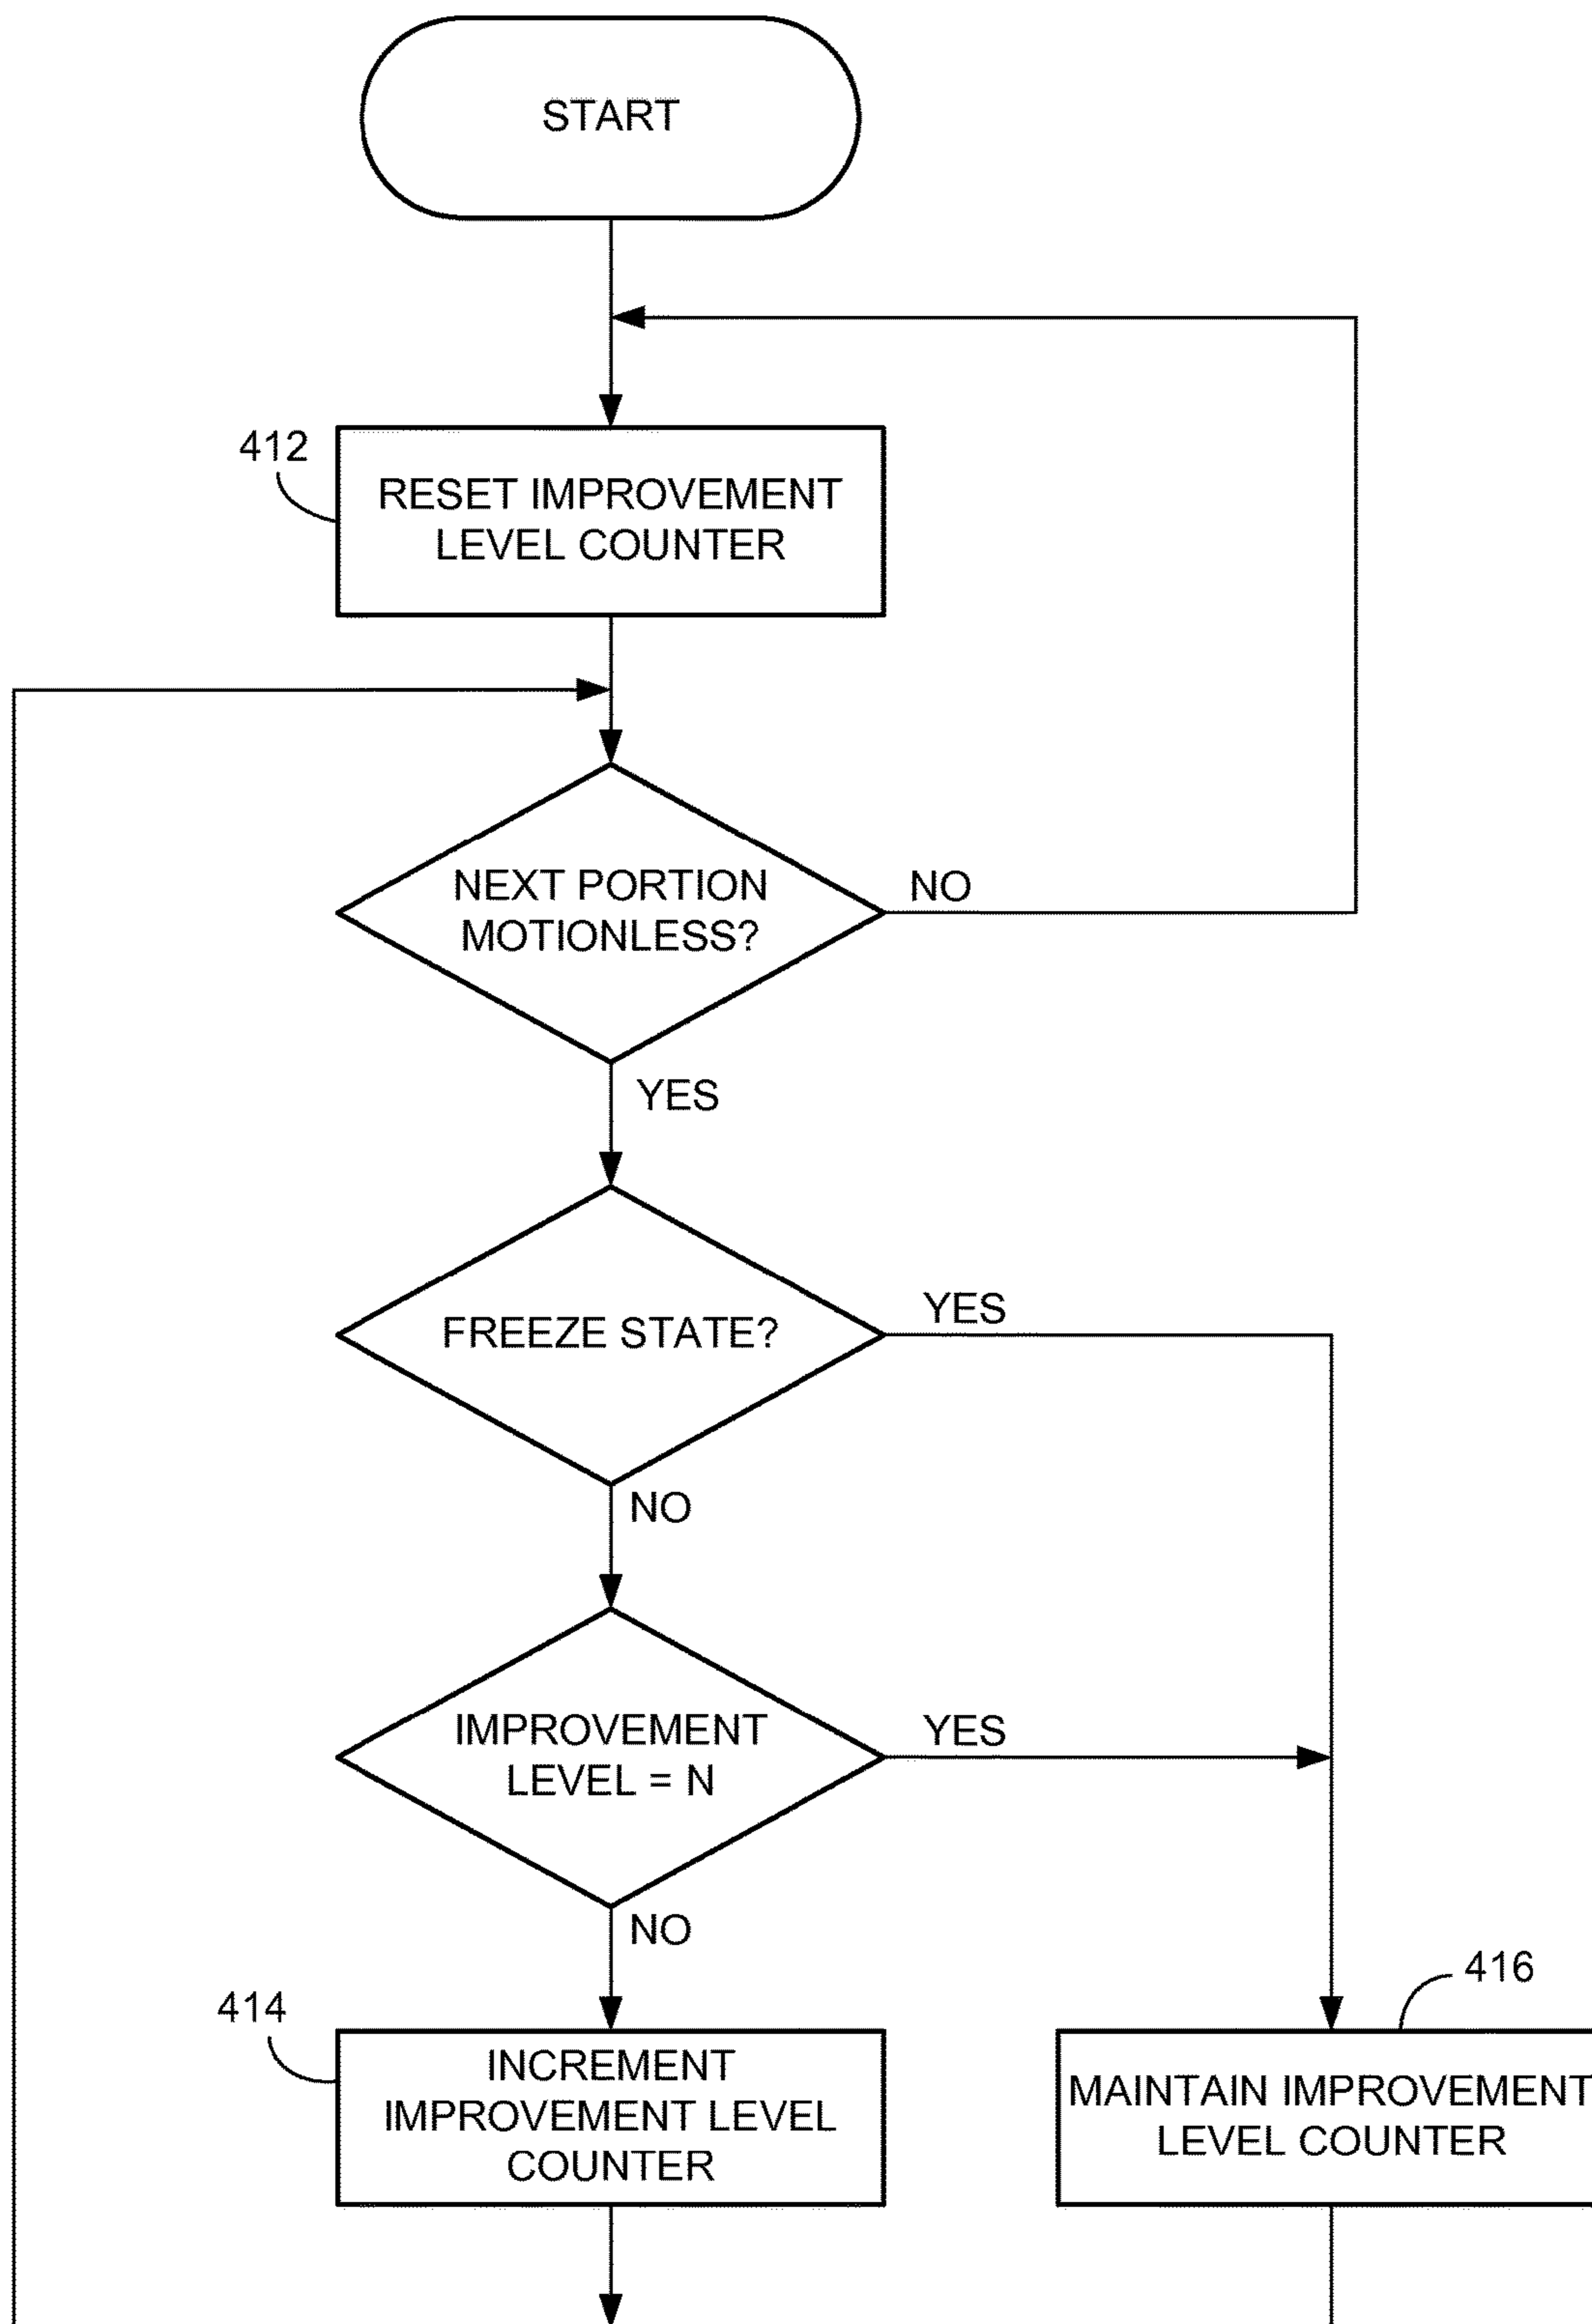 START
412
RESET IMPROVEMENT
LEVEL COUNTER
NEXT PORTION
MOTIONLESS?
NO
YES
FREEZE STATE?
YES
NO
IMPROVEMENT
LEVEL = N
YES
NO
414
INCREMENT
IMPROVEMENT LEVEL
COUNTER
416
MAINTAIN IMPROVEMENT
LEVEL COUNTER